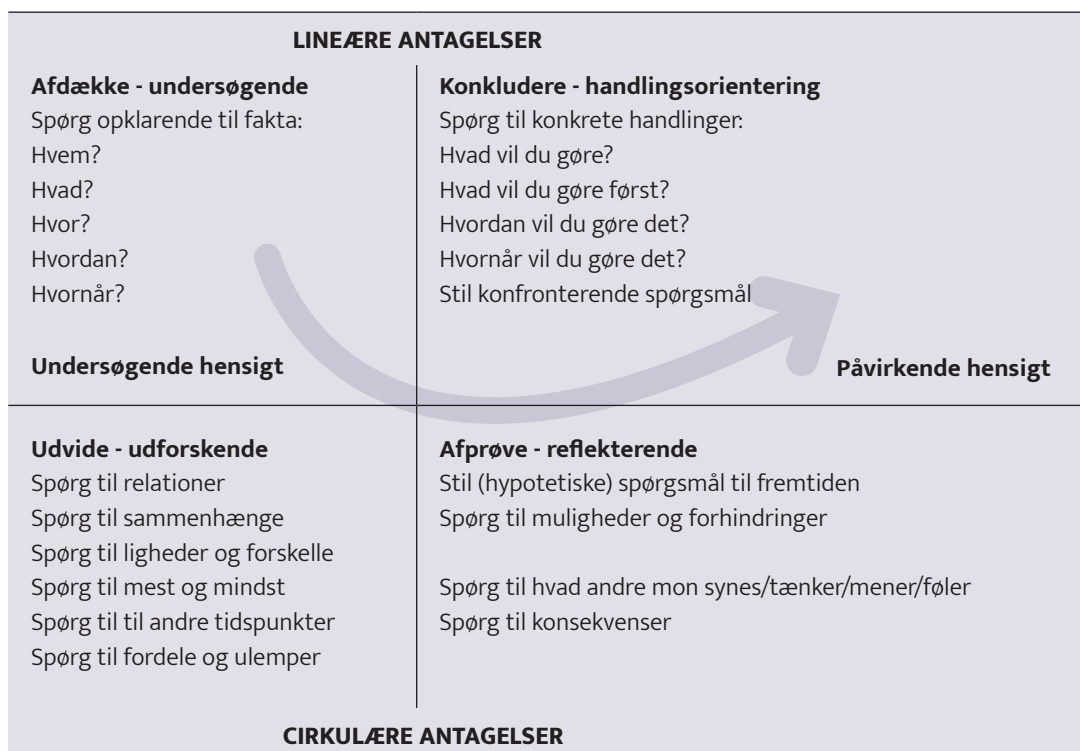 LINEÆRE ANTAGELSER
Afdække - undersøgende
Spørg opklarende til fakta:
Hvem?
Hvad?
Hvor?
Hvordan?
Hvornår?
Konkludere - handlingsorientering
Spørg til konkrete handlinger:
Hvad vil du gøre?
Hvad vil du gøre først?
Hvordan vil du gøre det?
Hvornår vil du gøre det?
Stil konfronterende spørgsmål
Undersøgende hensigt
Påvirkende hensigt
Udvide - udforskende
Spørg til relationer
Spørg til sammenhænge
Spørg til ligheder og forskelle
Spørg til mest og mindst
Spørg til til andre tidspunkter
Spørg til fordele og ulemper
Afprøve - reflekterende
Stil (hypotetiske) spørgsmål til fremtiden
Spørg til muligheder og forhindringer
Spørg til hvad andre mon synes/tænker/mener/føler
Spørg til konsekvenser
CIRKULÆRE ANTAGELSER